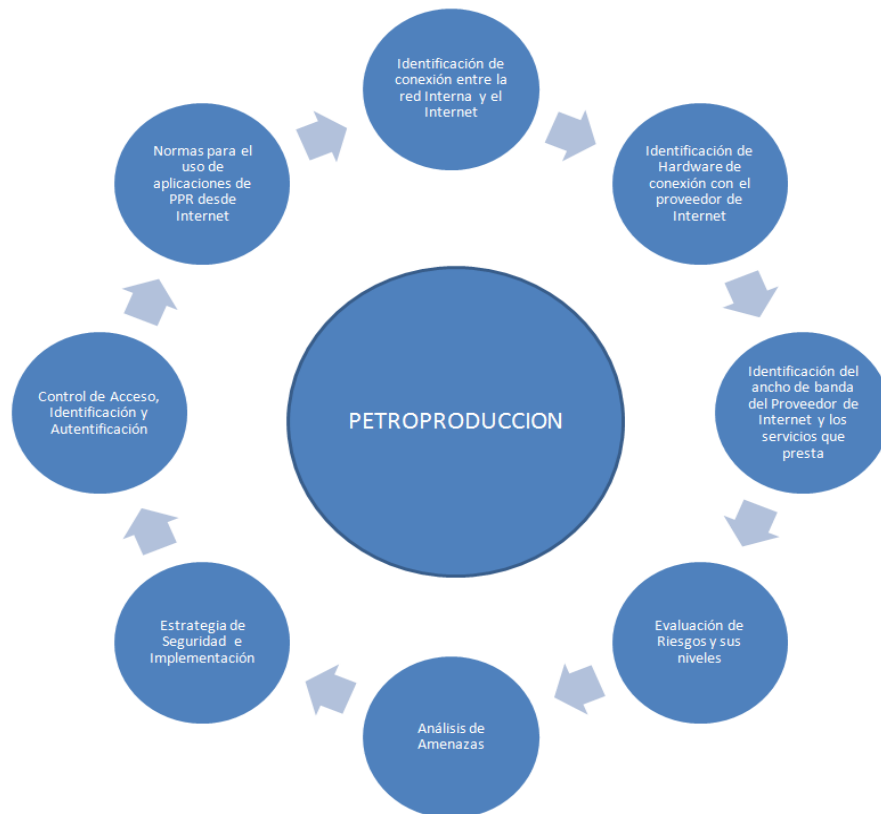 Identificación de
conexión entre la
red Interna y el
Internet
Identificación de
Hardware de
conexión con el
proveedor de
Internet
Identificación del
ancho de banda
del Proveedor de
Internet y los
servicios que
presta
Evaluación de
Riesgos y sus
niveles
Análisis de
Amenazas
Estrategia de
Seguridad e
Implementación
Control de Acceso,
Identificación y
Autentificación
Normas para el
uso de
aplicaciones de
PPR desde
Internet
PETROPRODUCCION